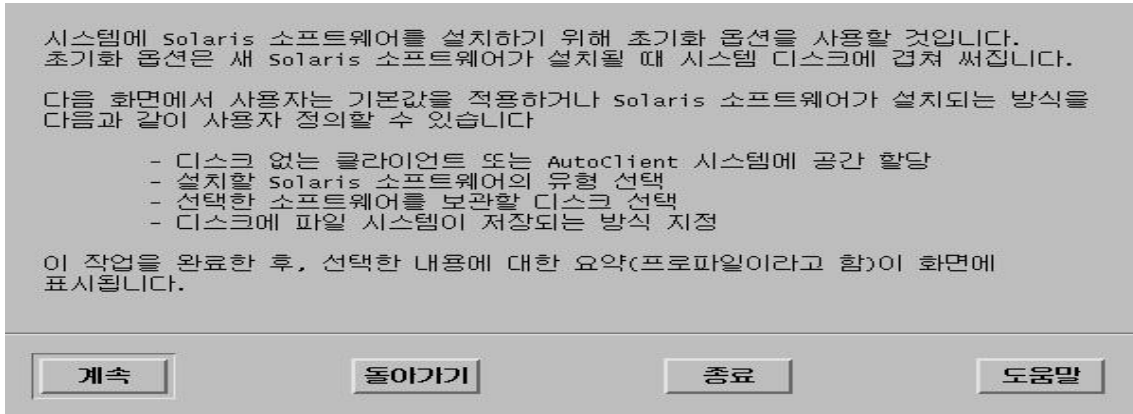 시스템에 Solaris 소프트웨어를 설치하기 위해 초기화 옵션을 사용할 것입니다.
초기화 옵션은 새 Solaris 소프트웨어가 설치될 때 시스템 디스크에 겹쳐 써집니다.
다음 화면에서 사용자는 기본값을 적용하거나 Solaris 소프트웨어가 설치되는 방식을
다음과 같이 사용자 정의할 수 있습니다
- 디스크 없는 클라이언트 또는 AutoClient 시스템에 공간 할당
- 설치할 Solaris 소프트웨어의 유형 선택
- 선택한 소프트웨어를 보관할 디스크 선택
- 디스크에 파일 시스템이 저장되는 방식 지정
이 작업을 완료한 후, 선택한 내용에 대한 요약(프로파일이라고 함)이 화면에
표시됩니다.
계속 돌아가기 종료 도움말